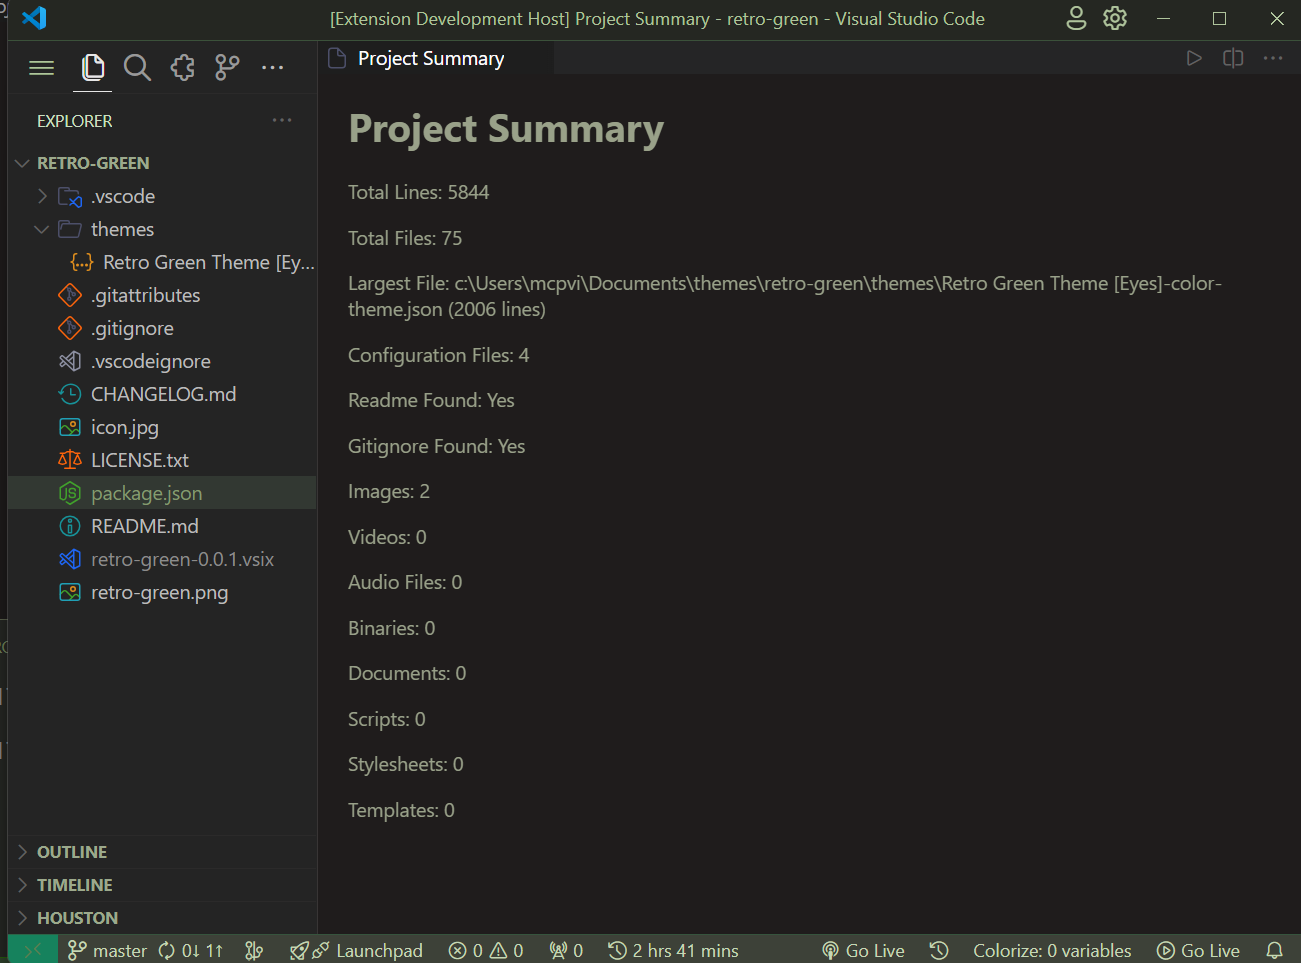 [Extension Development Host] Project Summary - retro-green - Visual Studio Code
Project Summary
EXPLORER
RETRO-GREEN
.vscode
themes
Retro Green Theme [Ey...
.gitattributes
.gitignore
.vscodeignore
CHANGELOG.md
icon.jpg
LICENSE.txt
package.json
README.md
retro-green-0.0.1.vsix
retro-green.png
OUTLINE
TIMELINE
HOUSTON
Project Summary
Total Lines: 5844
Total Files: 75
Largest File: c:\Users\mcpvi\Documents\themes\retro-green\themes\Retro Green Theme [Eyes]-color-
theme.json (2006 lines)
Configuration Files: 4
Readme Found: Yes
Gitignore Found: Yes
Images: 2
Videos: 0
Audio Files: 0
Binaries: 0
Documents: 0
Scripts: 0
Stylesheets: 0
Templates: 0
master 0↓ 1↑ Launchpad 0 0 0 2 hrs 41 mins Go Live Colorize: 0 variables Go Live